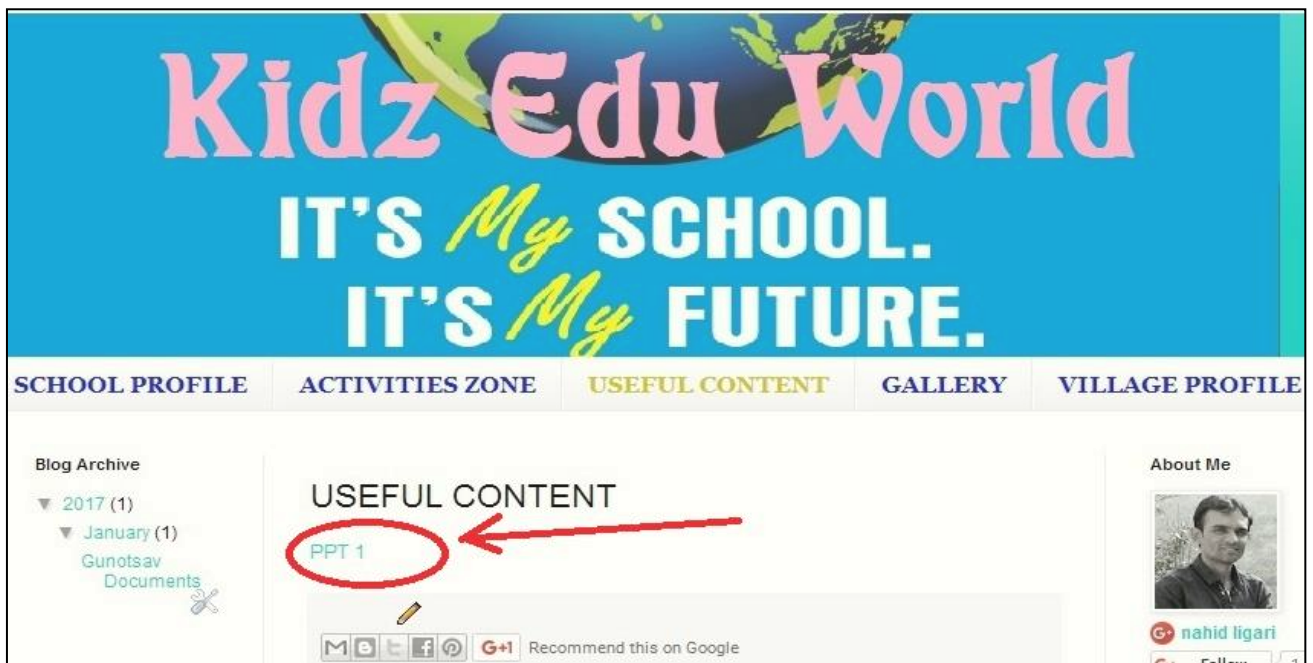 Kidz Edu World
IT'S My SCHOOL.
IT'S My FUTURE.
SCHOOL PROFILE
ACTIVITIES ZONE
USEFUL CONTENT
GALLERY
VILLAGE PROFILE
Blog Archive
▼ 2017 (1)
▼ January (1)
Gunotsav
Documents
USEFUL CONTENT
PPT 1
G+1 Recommend this on Google
About Me
nahid ligari
Follow